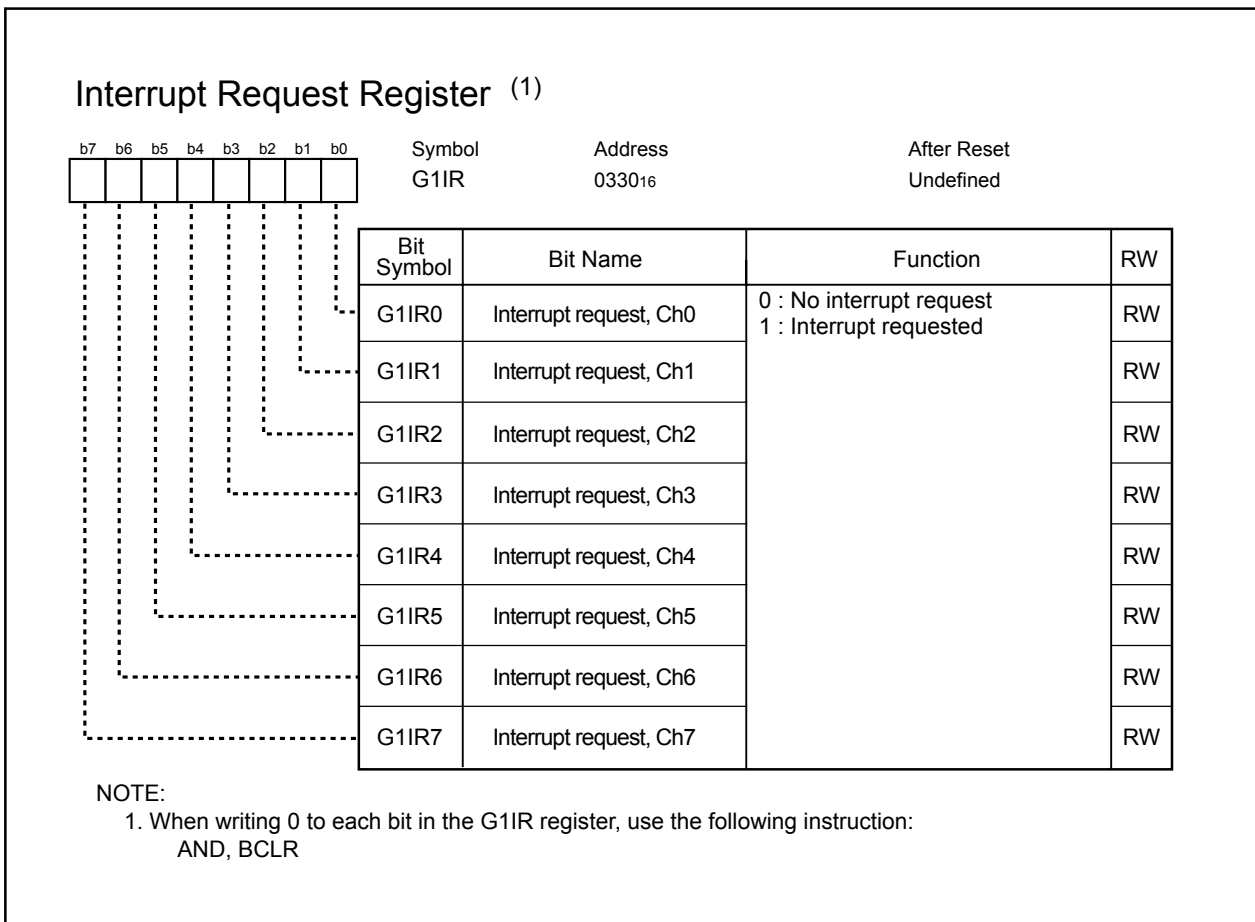 Interrupt Request Register (1)
b7 b6 b5 b4 b3 b2 b1 b0
Symbol Address After Reset
G1IR 033016 Undefined
Bit Symbol Bit Name Function RW
G1IR0 Interrupt request, Ch0 0 : No interrupt request RW
1 : Interrupt requested
G1IR1 Interrupt request, Ch1 RW
G1IR2 Interrupt request, Ch2 RW
G1IR3 Interrupt request, Ch3 RW
G1IR4 Interrupt request, Ch4 RW
G1IR5 Interrupt request, Ch5 RW
G1IR6 Interrupt request, Ch6 RW
G1IR7 Interrupt request, Ch7 RW
NOTE:
1. When writing 0 to each bit in the G1IR register, use the following instruction:
AND, BCLR